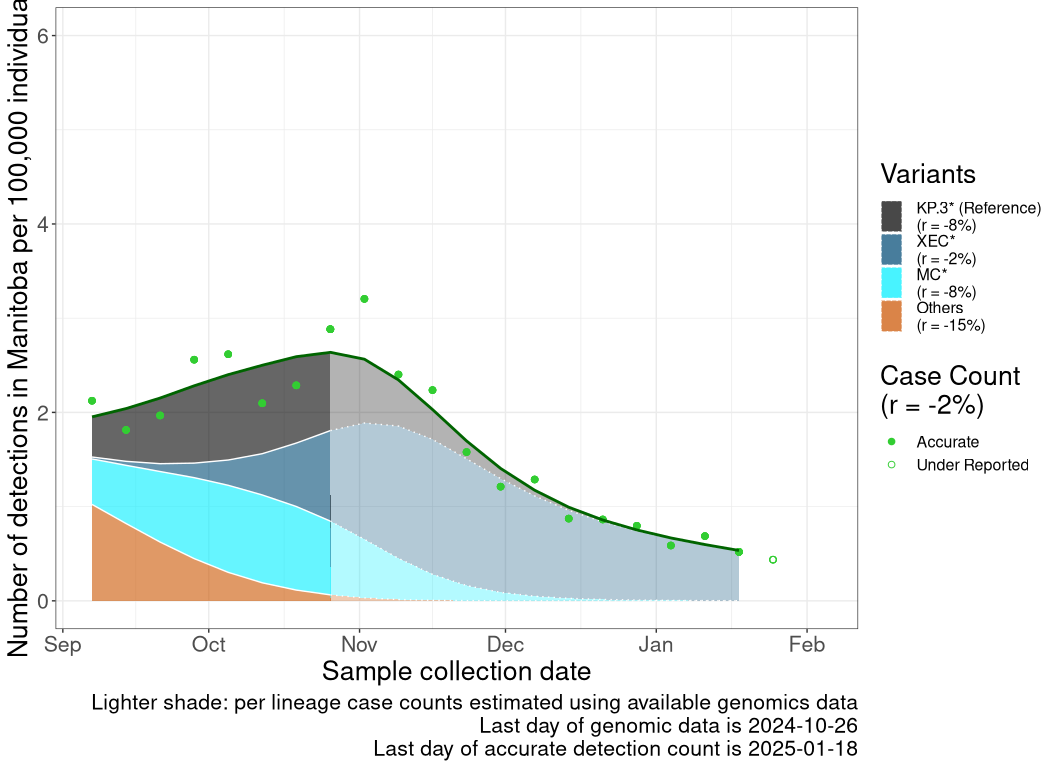 Number of detections in Manitoba per 100,000 individua
6
4
2
0
Sep Oct Nov Dec Jan Feb
Sample collection date
Lighter shade: per lineage case counts estimated using available genomics data
Last day of genomic data is 2024-10-26
Last day of accurate detection count is 2025-01-18
Variants
KP.3* (Reference)
(r = -8%)
XEC*
(r = -2%)
MC*
(r = -8%)
Others
(r = -15%)
Case Count
(r = -2%)
Accurate
Under Reported